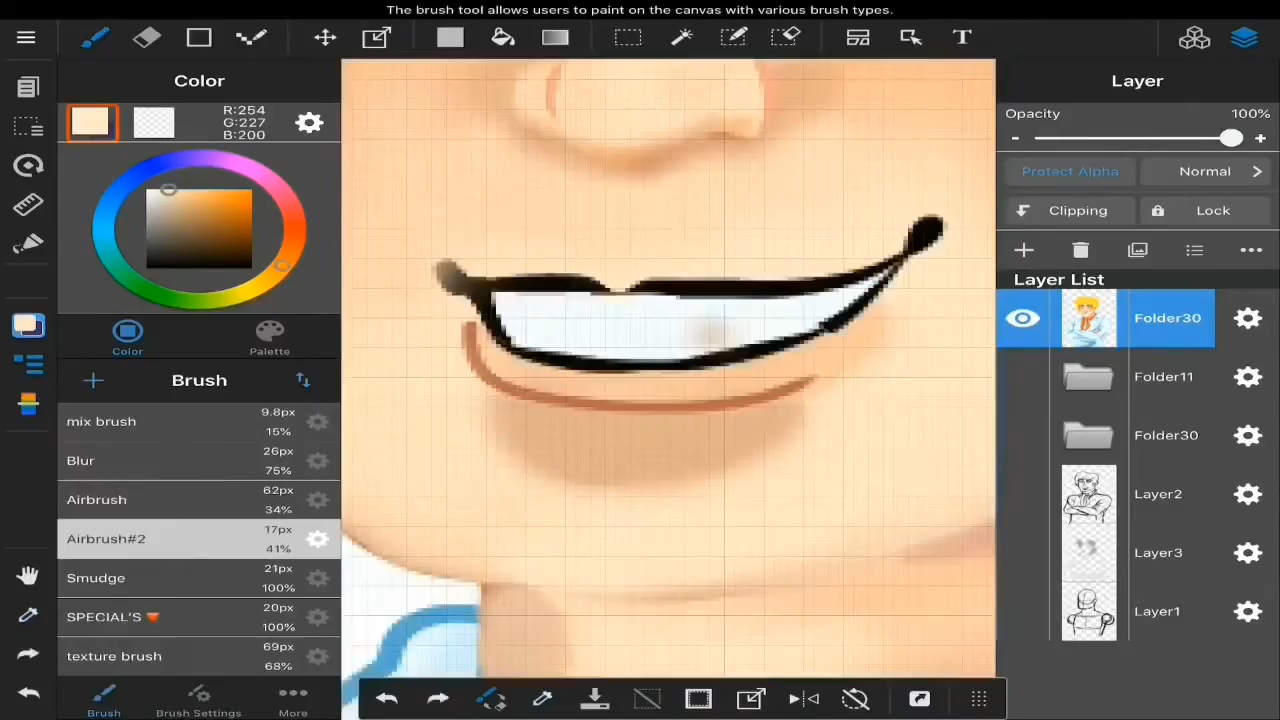 The brush tool allows users to paint on the canvas with various brush types.
T
Color
R:254
G:227
B:200
Color
Palette
Brush
mix brush
9.8px
15%
Blur
26px
75%
Airbrush
62px
34%
Airbrush#2
17px
41%
Smudge
21px
100%
SPECIAL'S
20px
100%
texture brush
69px
68%
Brush
Brush Settings
More
Layer
Opacity
100%
- +
Protect Alpha
Normal >
Clipping
Lock
Layer List
Folder30
Folder11
Folder30
Layer2
Layer3
Layer1